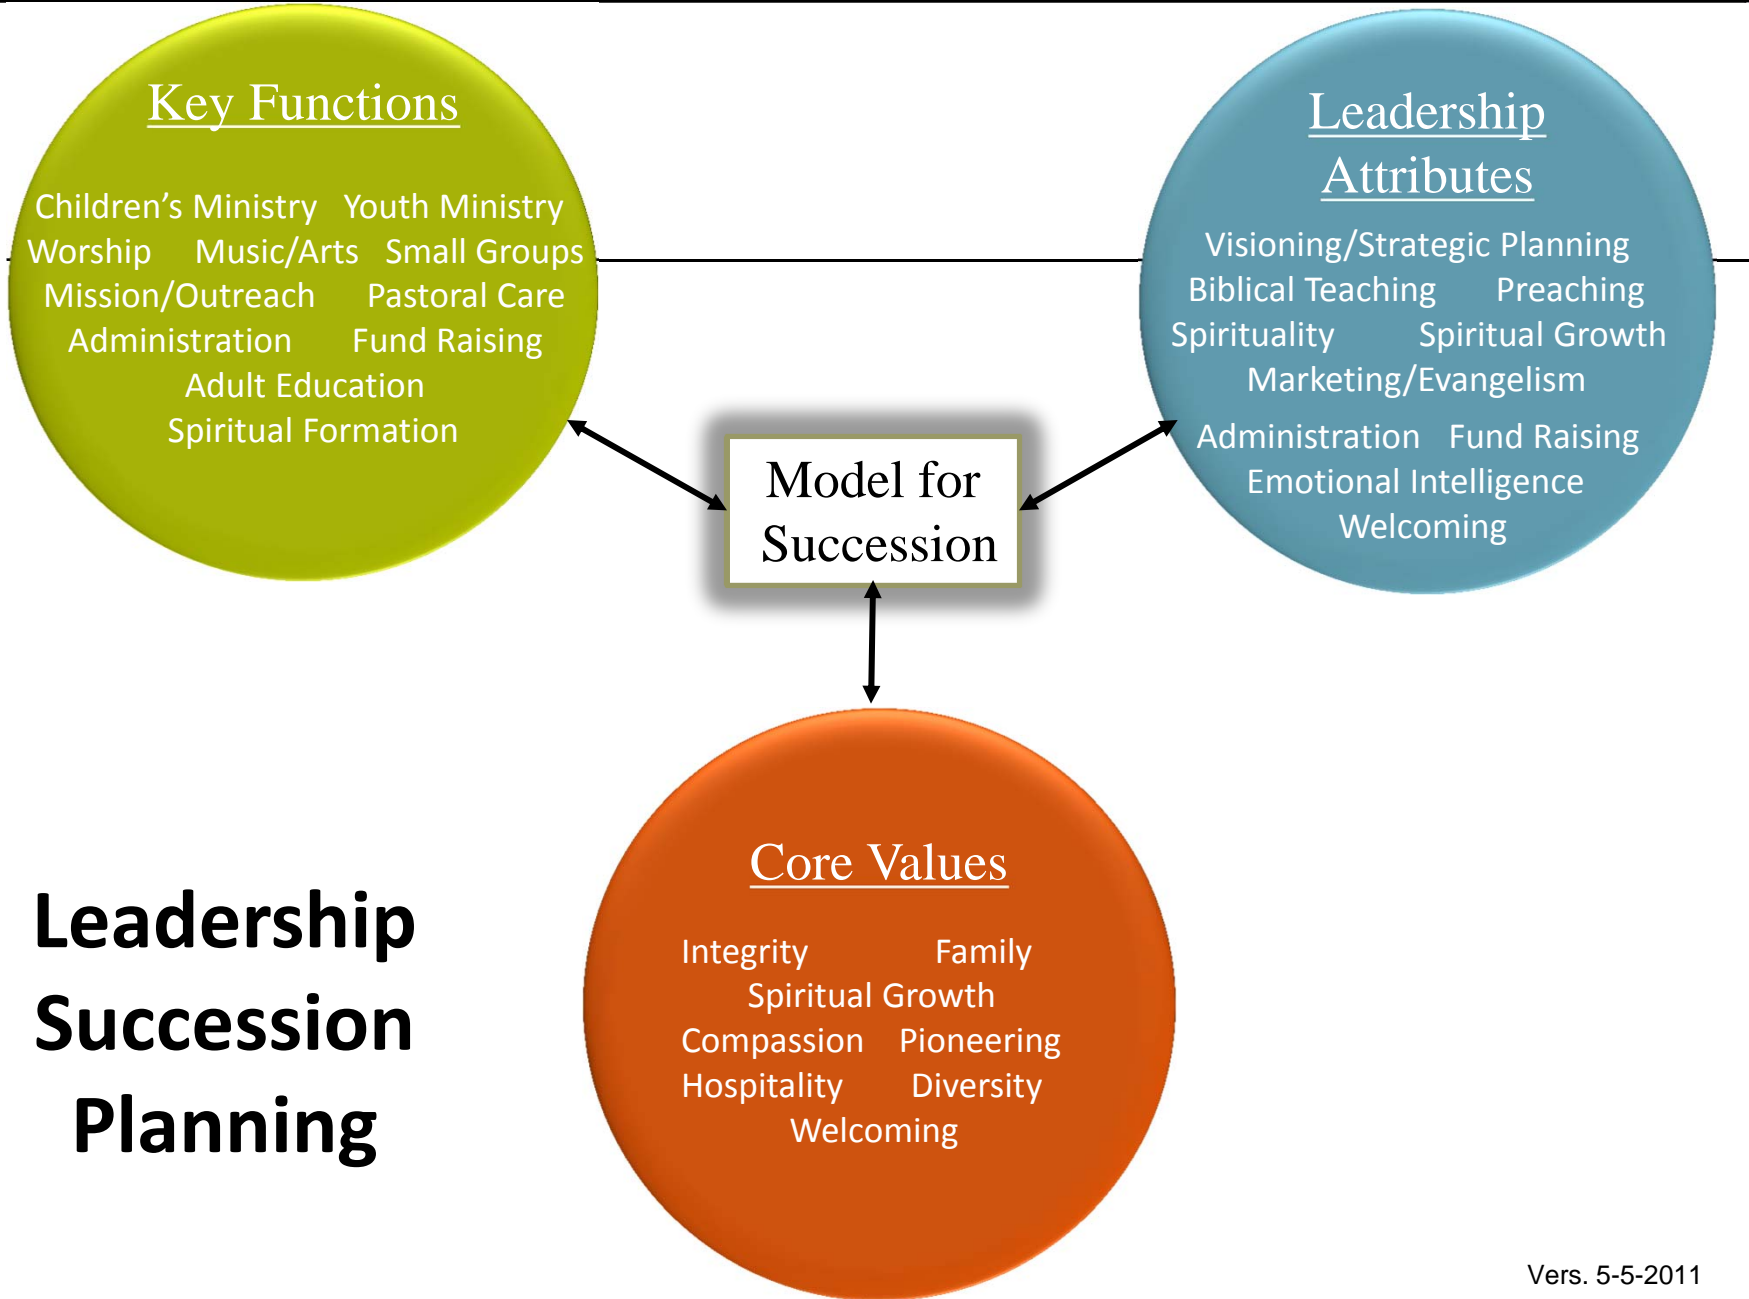 Key Functions
Children’s Ministry Youth Ministry
Worship Music/Arts Small Groups
Mission/Outreach Pastoral Care
Administration Fund Raising
Adult Education
Spiritual Formation
Leadership
Attributes
Visioning/Strategic Planning
Biblical Teaching Preaching
Spirituality Spiritual Growth
Marketing/Evangelism
Administration Fund Raising
Emotional Intelligence
Welcoming
Model for
Succession
Core Values
Integrity Family
Spiritual Growth
Compassion Pioneering
Hospitality Diversity
Welcoming
Leadership
Succession
Planning
Vers. 5-5-2011